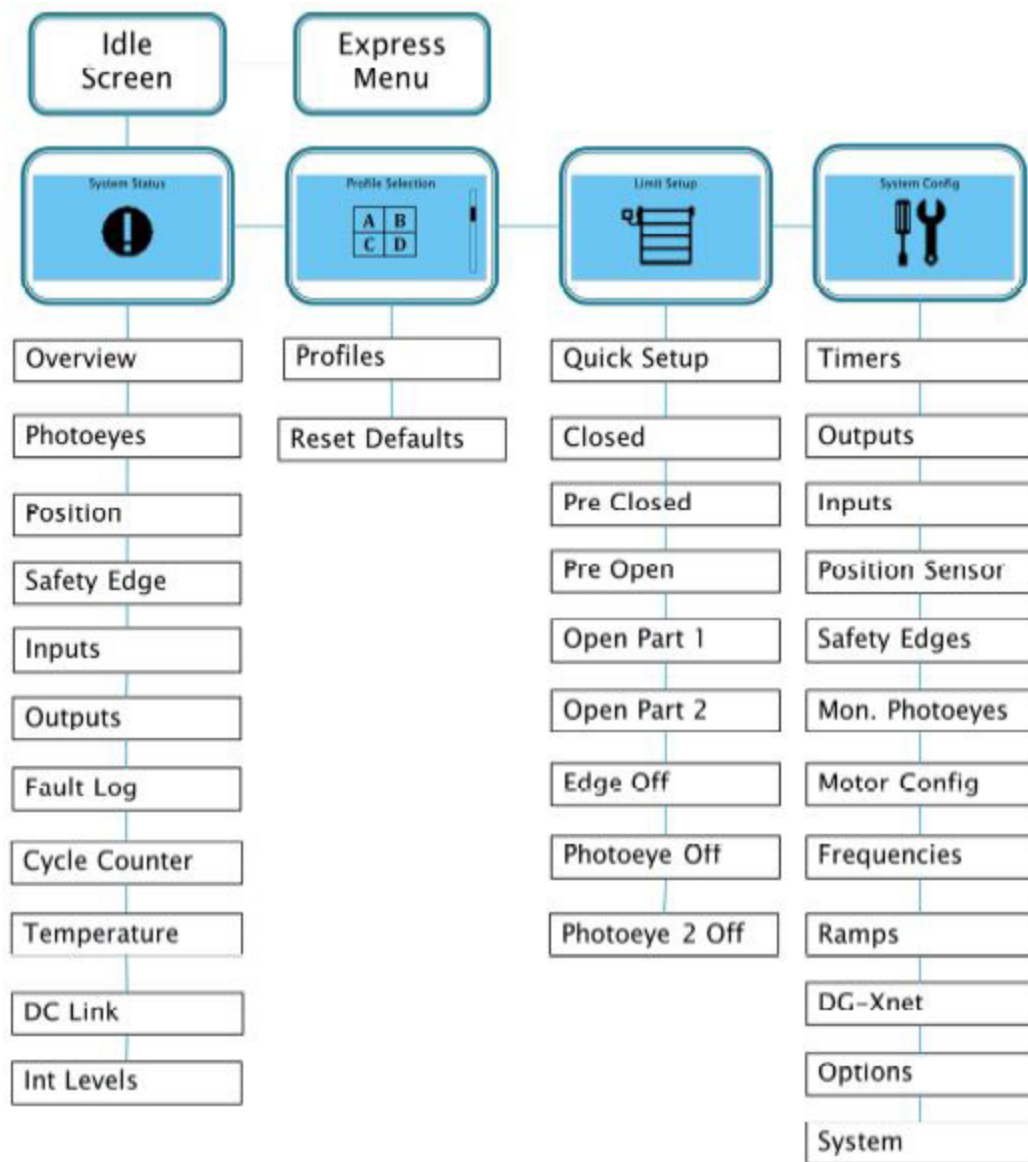 Idle
Screen
Express
Menu
System Status
Profile Selection
A B
C D
Limit Setup
System Config
Overview
Photoeyes
Position
Safety Edge
Inputs
Outputs
Fault Log
Cycle Counter
Temperature
DC Link
Int Levels
Profiles
Reset Defaults
Quick Setup
Closed
Pre Closed
Pre Open
Open Part 1
Open Part 2
Edge Off
Photoeye Off
Photoeye 2 Off
Timers
Outputs
Inputs
Position Sensor
Safety Edges
Mon. Photoeyes
Motor Config
Frequencies
Ramps
DG-Xnet
Options
System